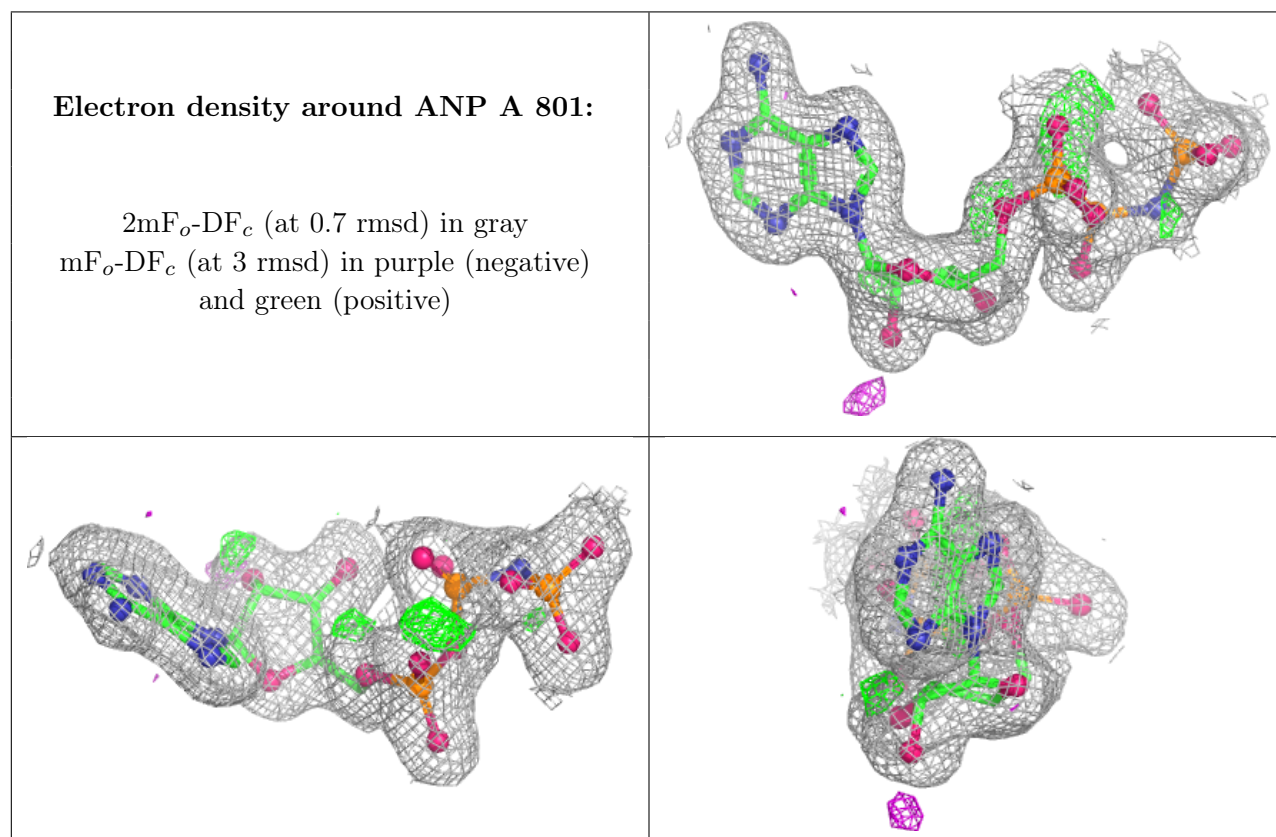 Electron density around ANP A 801:
2mFₒ-DF𝒸 (at 0.7 rmsd) in gray
mFₒ-DF𝒸 (at 3 rmsd) in purple (negative)
and green (positive)